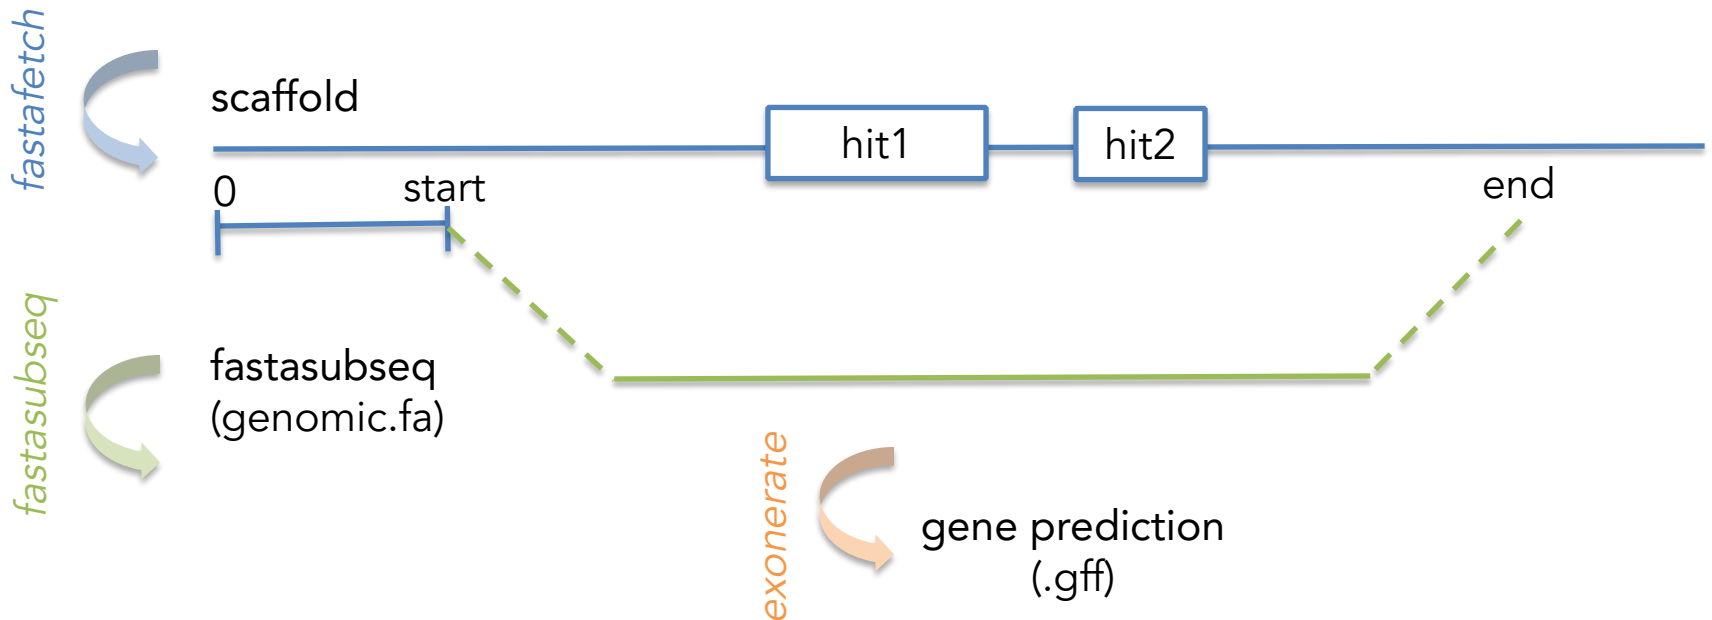 fastafetch
scaffold
hit1
hit2
0
start
end
fastasubseq
fastasubseq
(genomic.fa)
exonerate
gene prediction
(.gff)